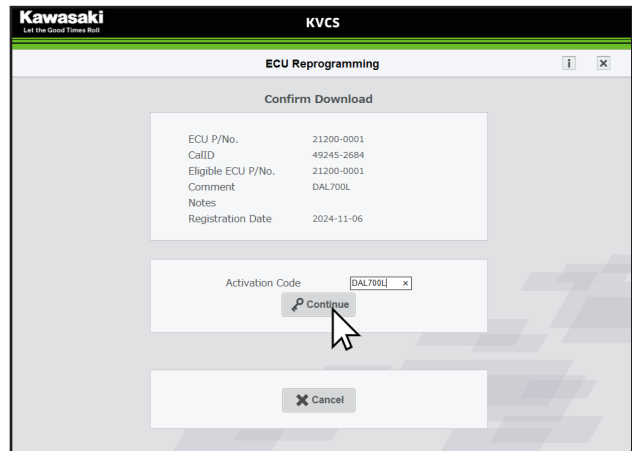 Kawasaki
Let the Good Times Roll
KVCS
ECU Reprogramming
i x
Confirm Download
ECU P/No. 21200-0001
CalID 49245-2684
Eligible ECU P/No. 21200-0001
Comment DAL700L
Notes
Registration Date 2024-11-06
Activation Code DAL700L x
Continue
Cancel